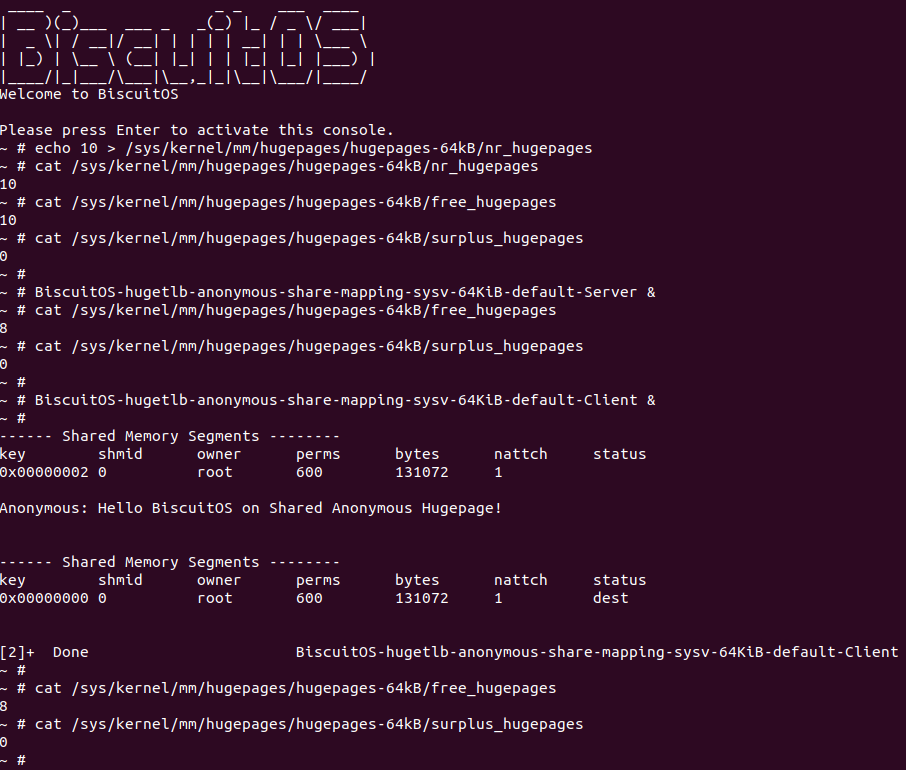 ____  _                _ _    ___  ____
| __ )(_)___  ___ _   _(_) |_ / _ \/ ___|
|  _ \| / __|/ __| | | | | __| | | \___ \
| |_) | \__ \ (__| |_| | | |_| |_| |___) |
|____/|_|___/\___|\__,_|_|\__|\___/|____/
Welcome to BiscuitOS
Please press Enter to activate this console.
~ # echo 10 > /sys/kernel/mm/hugepages/hugepages-64kB/nr_hugepages
~ # cat /sys/kernel/mm/hugepages/hugepages-64kB/nr_hugepages
10
~ # cat /sys/kernel/mm/hugepages/hugepages-64kB/free_hugepages
10
~ # cat /sys/kernel/mm/hugepages/hugepages-64kB/surplus_hugepages
0
~ #
~ # BiscuitOS-hugetlb-anonymous-share-mapping-sysv-64KiB-default-Server &
~ # cat /sys/kernel/mm/hugepages/hugepages-64kB/free_hugepages
8
~ # cat /sys/kernel/mm/hugepages/hugepages-64kB/surplus_hugepages
0
~ #
~ # BiscuitOS-hugetlb-anonymous-share-mapping-sysv-64KiB-default-Client &
~ #
------ Shared Memory Segments --------
key        shmid      owner      perms      bytes      nattch     status
0x00000002 0          root       600        131072     1
Anonymous: Hello BiscuitOS on Shared Anonymous Hugepage!
------ Shared Memory Segments --------
key        shmid      owner      perms      bytes      nattch     status
0x00000000 0          root       600        131072     1          dest
[2]+  Done                       BiscuitOS-hugetlb-anonymous-share-mapping-sysv-64KiB-default-Client
~ #
~ # cat /sys/kernel/mm/hugepages/hugepages-64kB/free_hugepages
8
~ # cat /sys/kernel/mm/hugepages/hugepages-64kB/surplus_hugepages
0
~ #